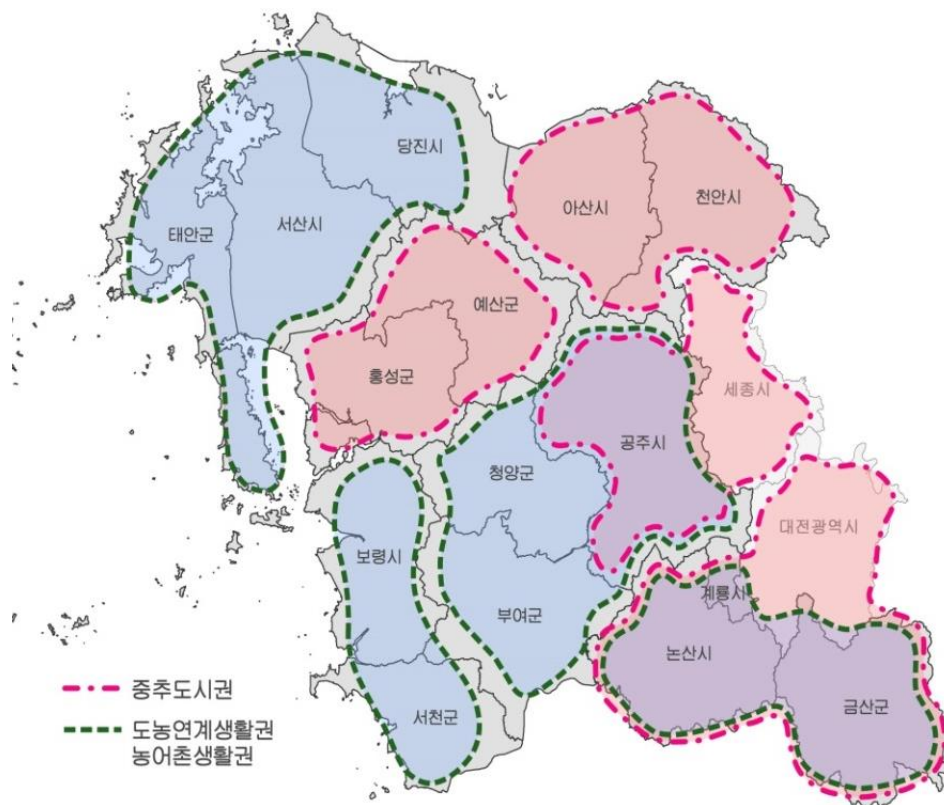 당진시
아산시
천안시
서산시
태안군
예산군
홍성군
세종시
공주시
청양군
대전광역시
보령시
계룡시
부여군
논산시
금산군
서천군
중추도시권
도농연계생활권
농어촌생활권